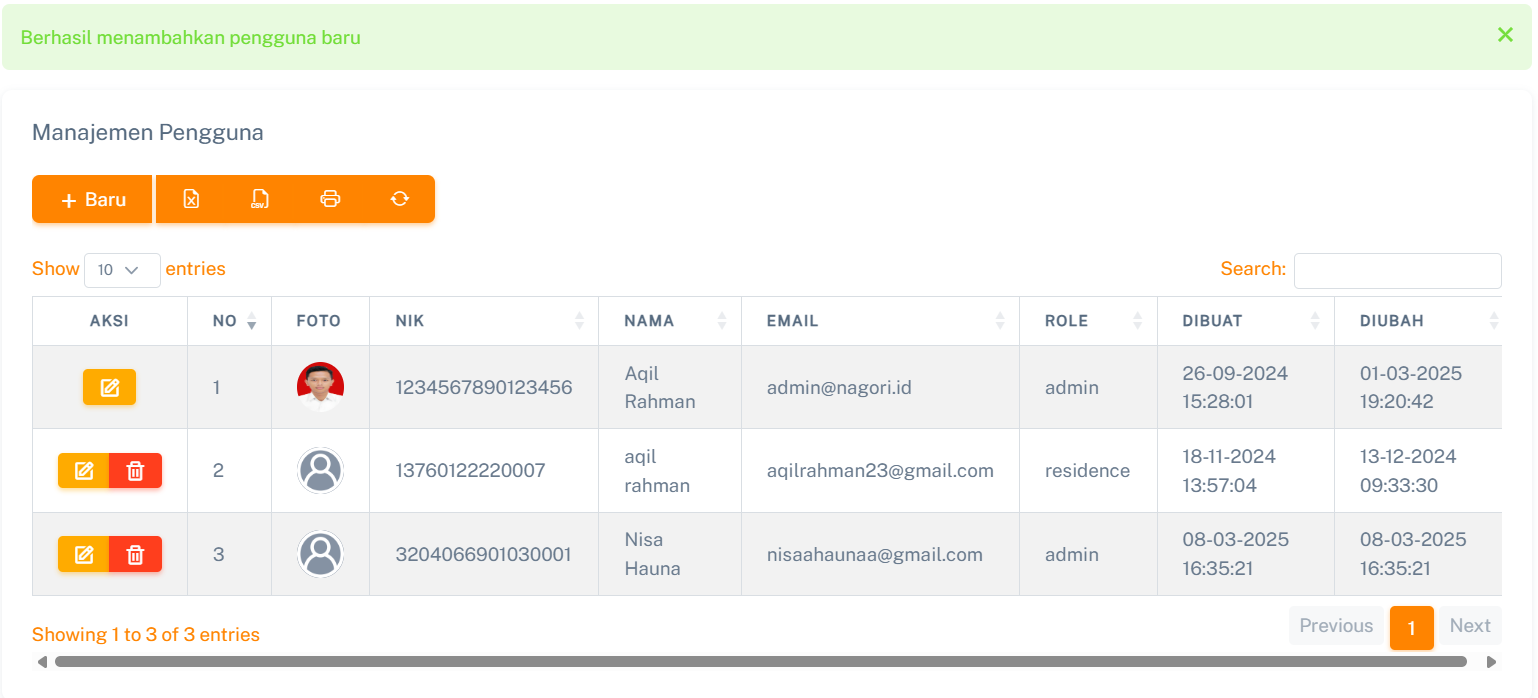 Berhasil menambahkan pengguna baru
Manajemen Pengguna
+ Baru
CSV
Show 10 entries
Search:
AKSI NO FOTO NIK NAMA EMAIL ROLE DIBUAT DIUBAH
1 1234567890123456 Aqil Rahman admin@nagori.id admin 26-09-2024 15:28:01 01-03-2025 19:20:42
2 13760122220007 aqil rahman aqilrahman23@gmail.com residence 18-11-2024 13:57:04 13-12-2024 09:33:30
3 3204066901030001 Nisa Hauna nisaahaunaa@gmail.com admin 08-03-2025 16:35:21 08-03-2025 16:35:21
Showing 1 to 3 of 3 entries
Previous 1 Next